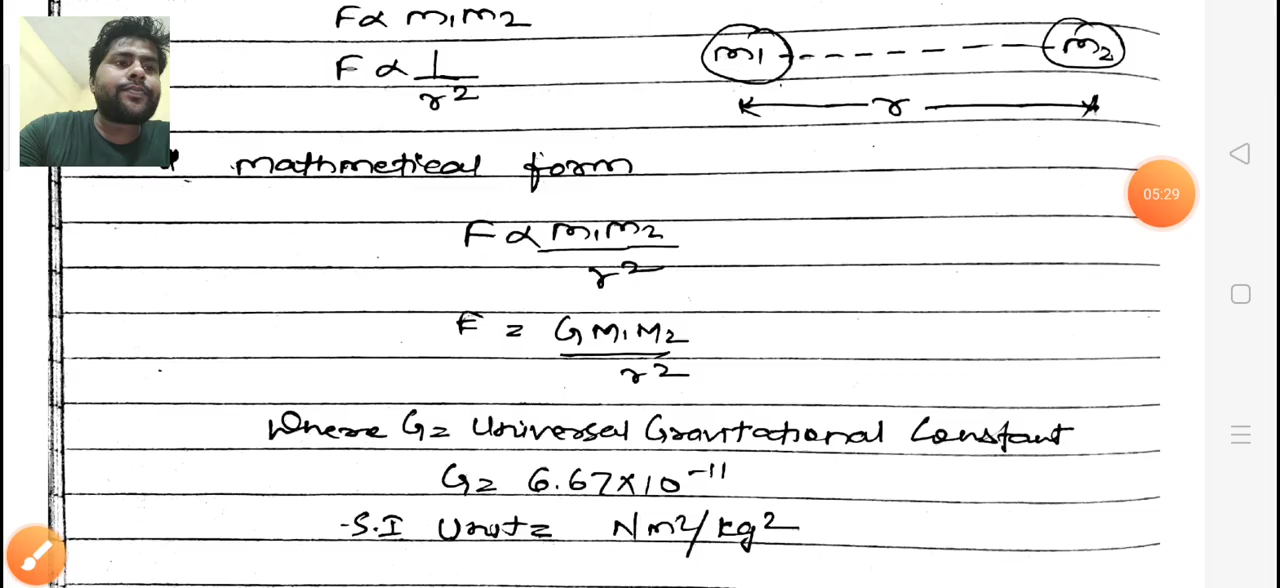 F∝ m1m2
F ∝ 1/r2
m1 m2
r
mathmetical form
F ∝ m1m2/r2
F = GM1M2/r2
05:29
Where G= Universal Gravitational Constant
G= 6.67×10-11
S.I Unit= Nm2/kg2